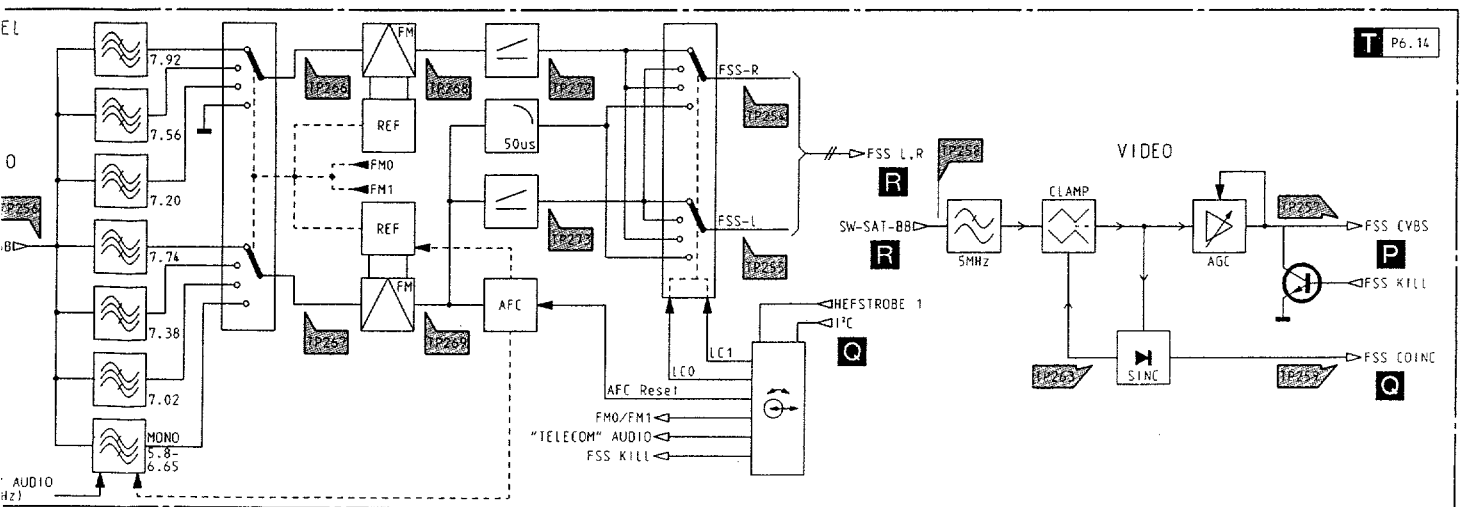 EL
7.92
7.56
7.20
7.74
7.38
7.02
MONO
5.8-
6.65
O
TP256
BB
AUDIO
Hz)
FM
REF
FM0
FM1
REF
FM
TP266
TP268
TP272
TP267
TP269
50us
AFC
FSS-R
FSS-L
TP254
TP255
FSS L,R
R
HEFSTROBE 1
I²C
Q
LC1
LC0
AFC Reset
FM0/FM1
"TELECOM" AUDIO
FSS KILL
T P6.14
VIDEO
TP258
SW-SAT-BB
R
5MHz
CLAMP
AGC
TP257
FSS CVBS
P
FSS KILL
SINC
TP263
TP259
FSS COINC
Q